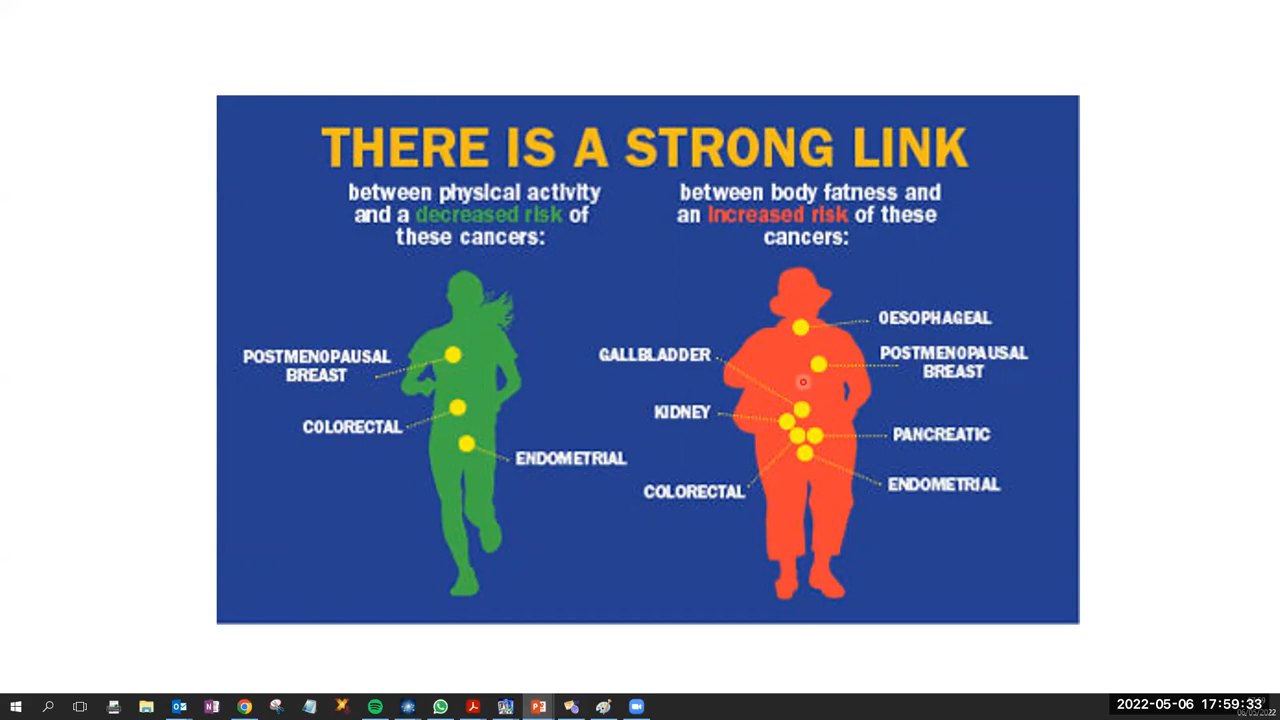 THERE IS A STRONG LINK
between physical activity
and a decreased risk of
these cancers:
between body fatness and
an increased risk of these
cancers:
POSTMENOPAUSAL
BREAST
COLORECTAL
ENDOMETRIAL
OESOPHAGEAL
GALLBLADDER
POSTMENOPAUSAL
BREAST
KIDNEY
PANCREATIC
COLORECTAL
ENDOMETRIAL
2022-05-06 17:59:33